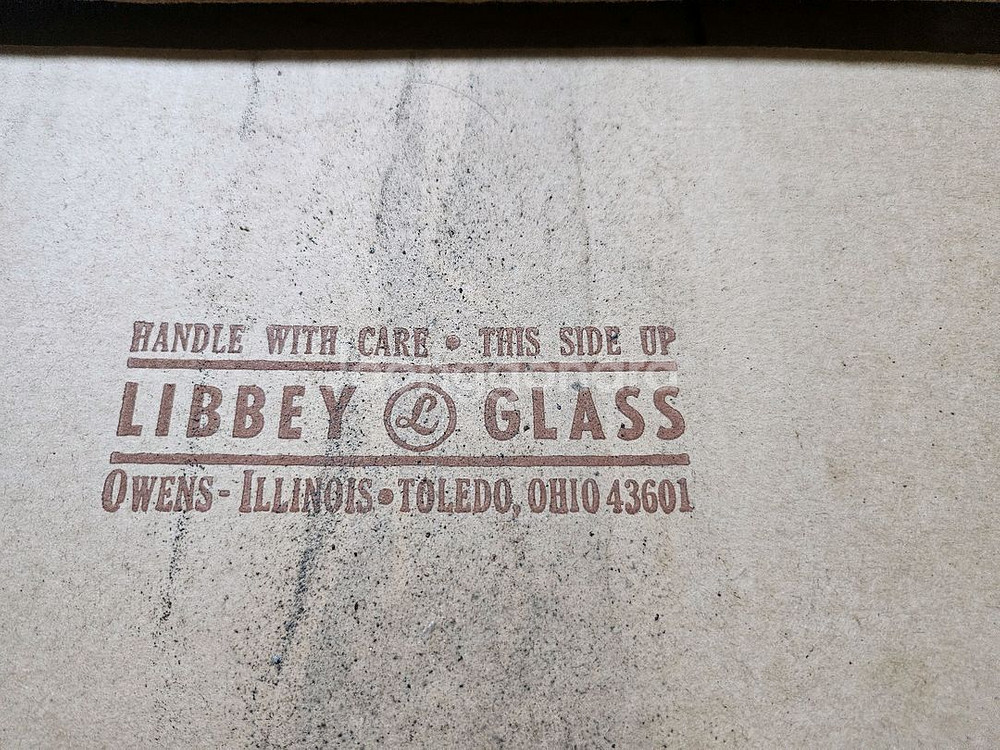 HANDLE WITH CARE • THIS SIDE UP
LIBBEY L GLASS
OWENS-ILLINOIS • TOLEDO, OHIO 43601